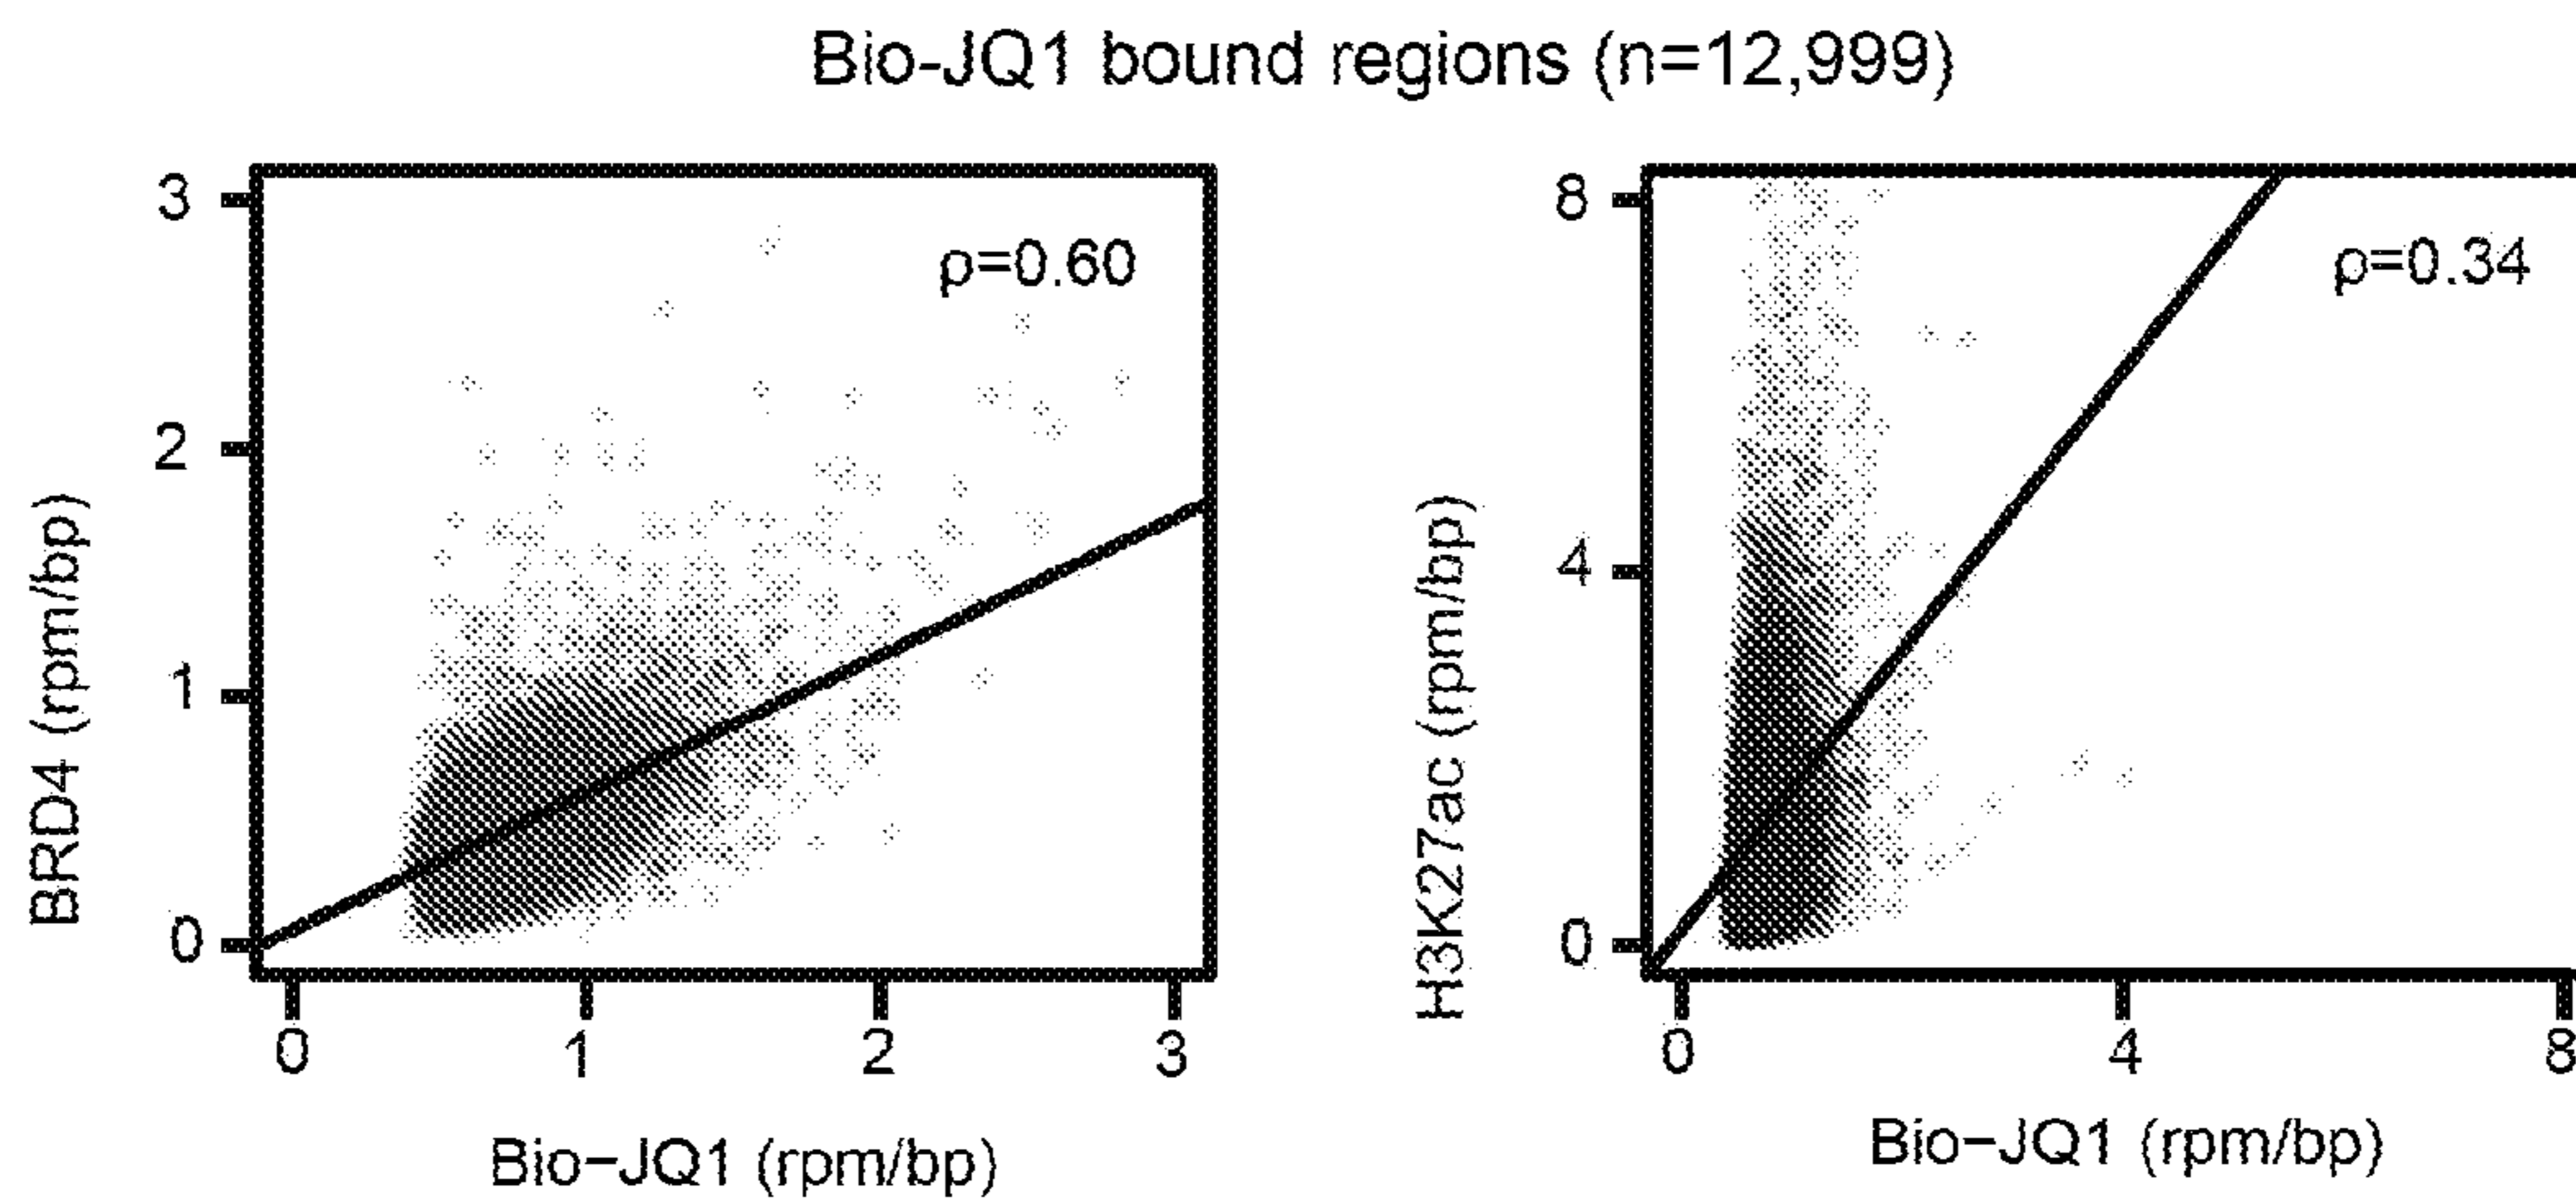 Bio-JQ1 bound regions (n=12,999)
BRD4 (rpm/bp)
3
2
1
0
ρ=0.60
0 1 2 3
Bio-JQ1 (rpm/bp)
H3K27ac (rpm/bp)
8
4
0
ρ=0.34
0 4 8
Bio-JQ1 (rpm/bp)